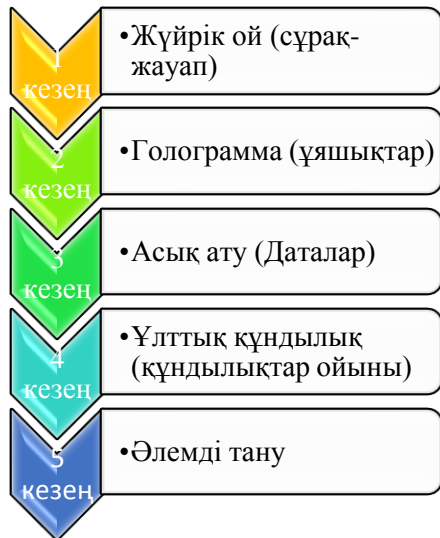 1
кезең
•Жүйрік ой (сұрақ-
жауап)
2
кезең
•Голограмма (ұяшықтар)
3
кезең
•Асық ату (Даталар)
4
кезең
•Ұлттық құндылық
(құндылықтар ойыны)
5
кезең
•Әлемді тану